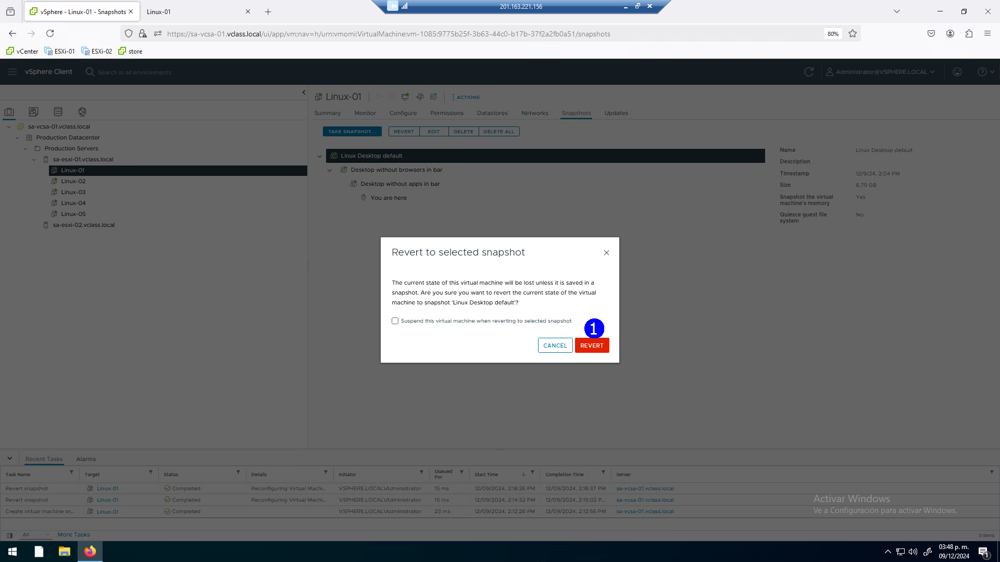 vSphere - Linux-01 - Snapshots
Linux-01
201.163.221.156
https://sa-vcsa-01.vclass.local/ui/app/vm;nav=h/urn:vmomi:VirtualMachine:vm-1085:9775b25f-3b63-44c0-b17b-37f2a2fb0a51/snapshots
80%
vCenter
ESXi-01
ESXi-02
store
vSphere Client
Search in all environments
Administrator@VSPHERE.LOCAL
Linux-01
ACTIONS
Summary
Monitor
Configure
Permissions
Datastores
Networks
Snapshots
Updates
sa-vcsa-01.vclass.local
Production Datacenter
Production Servers
sa-esxi-01.vclass.local
Linux-01
Linux-02
Linux-03
Linux-04
Linux-05
sa-esxi-02.vclass.local
TAKE SNAPSHOT...
REVERT
EDIT
DELETE
DELETE ALL
Linux Desktop default
Desktop without browsers in bar
Desktop without apps in bar
You are here
Name Linux Desktop default
Description
Timestamp 12/9/24, 2:04 PM
Size 6.75 GB
Snapshot the virtual Yes
machine's memory
Quiesce guest file No
system
Revert to selected snapshot
The current state of this virtual machine will be lost unless it is saved in a
snapshot. Are you sure you want to revert the current state of the virtual
machine to snapshot 'Linux Desktop default'?
Suspend this virtual machine when reverting to selected snapshot
1
CANCEL
REVERT
Recent Tasks
Alarms
Task Name Target Status Details Initiator Queued For Start Time Completion Time Server
Revert snapshot Linux-01 Completed Reconfiguring Virtual Machi... VSPHERE.LOCAL\Administrator 15 ms 12/09/2024, 2:18:26 PM 12/09/2024, 2:18:37 PM sa-vcsa-01.vclass.local
Revert snapshot Linux-01 Completed Reconfiguring Virtual Machi... VSPHERE.LOCAL\Administrator 15 ms 12/09/2024, 2:14:52 PM 12/09/2024, 2:15:02 P... sa-vcsa-01.vclass.local
Create virtual machine sn... Linux-01 Completed VSPHERE.LOCAL\Administrator 23 ms 12/09/2024, 2:12:26 PM 12/09/2024, 2:12:56 PM sa-vcsa-01.vclass.local
Activar Windows
Ve a Configuración para activar Windows.
All
More Tasks
3 items
03:48 p. m.
09/12/2024
1